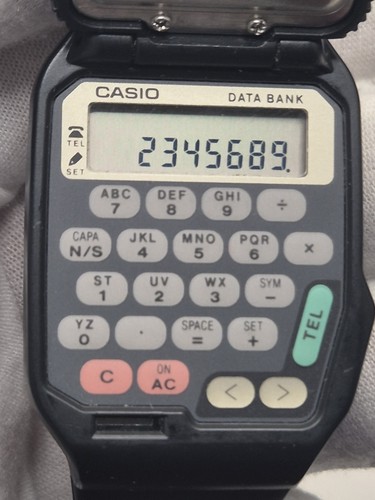 CASIO DATA BANK
TEL
SET
2345689.
ABC 7 DEF 8 GHI 9 ÷
CAPA N/S JKL 4 MNO 5 PQR 6 ×
ST 1 UV 2 WX 3 SYM −
TEL
YZ 0 · SPACE = SET +
C ON AC < >